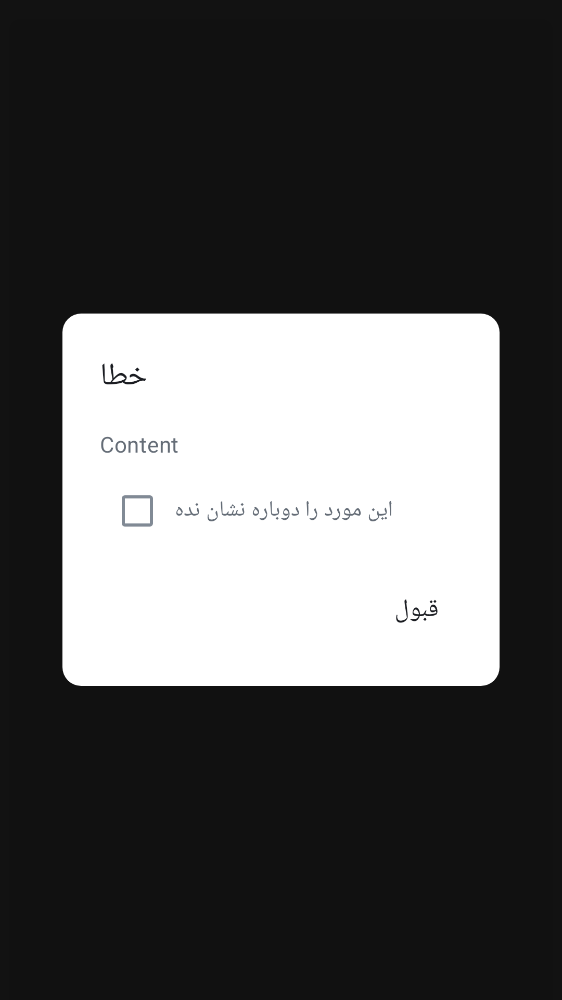 خطا
Content
این مورد را دوباره نشان نده
قبول